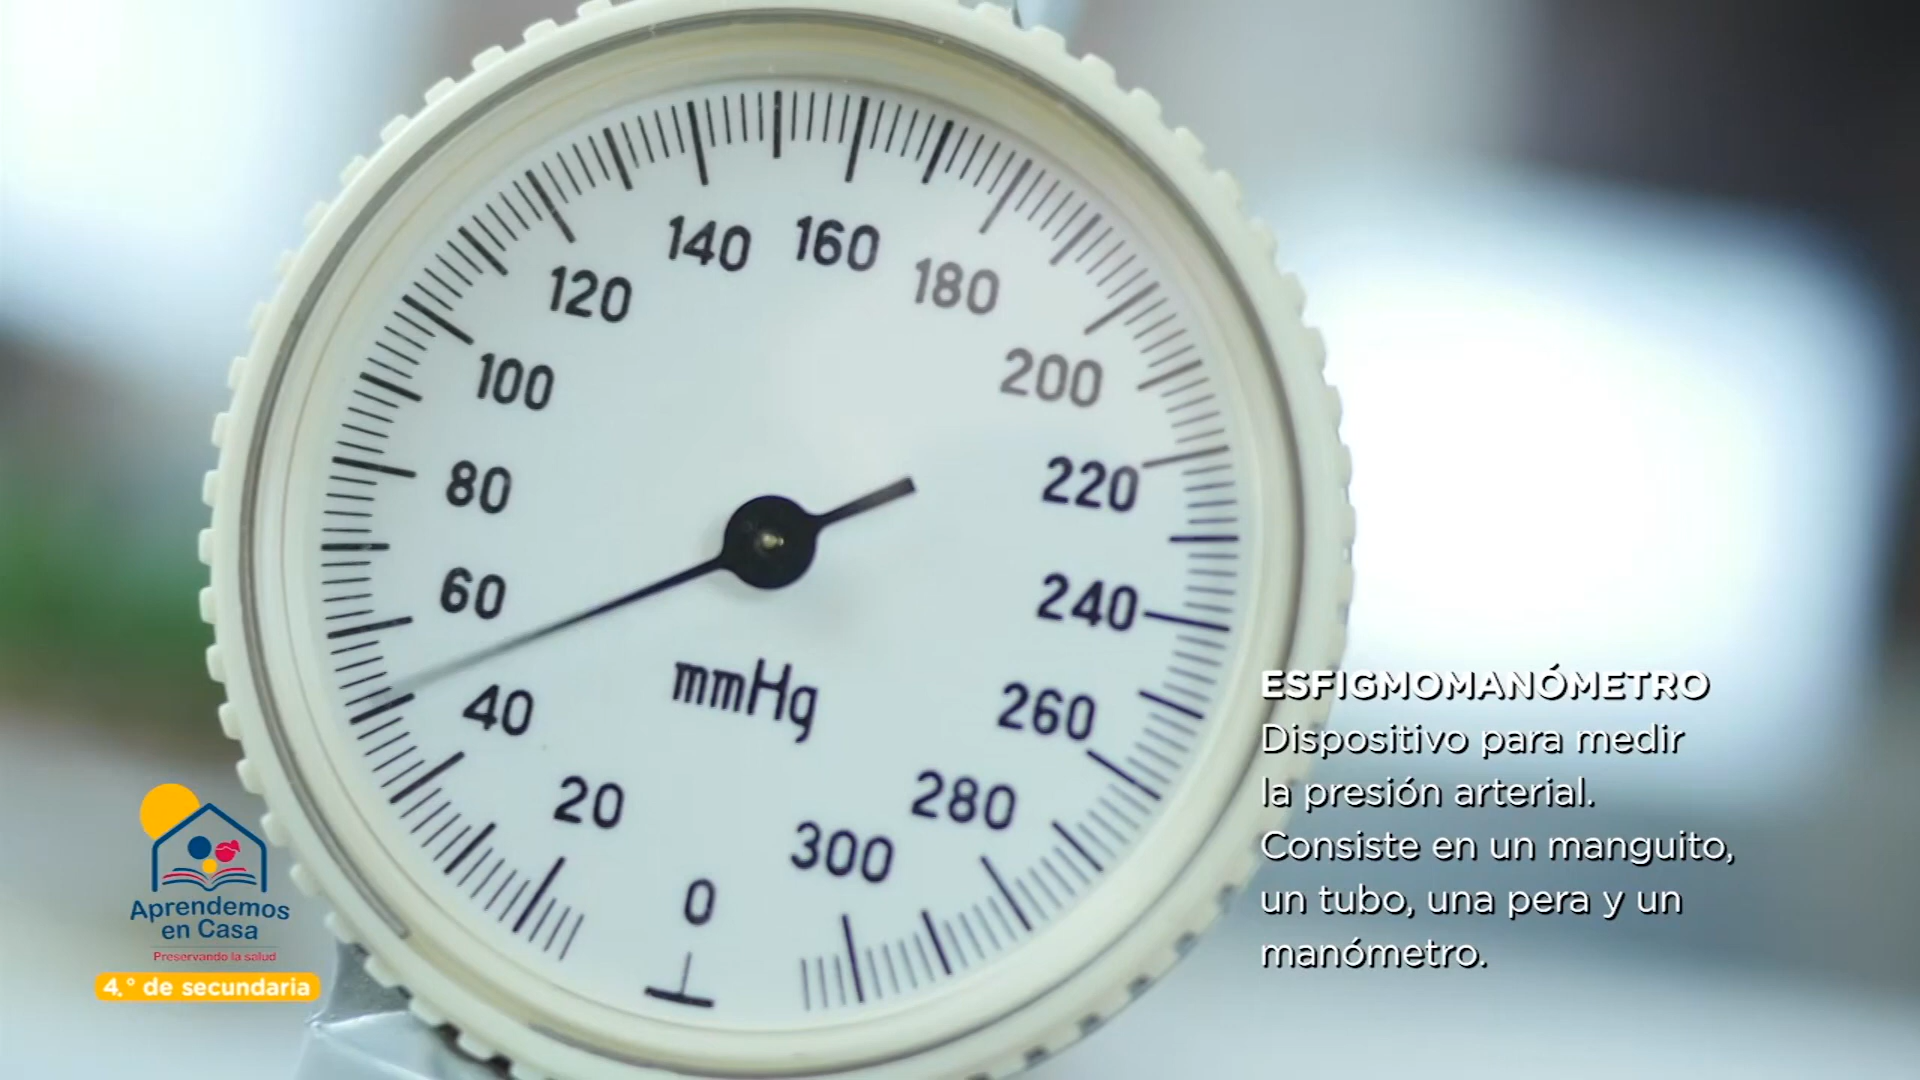 140 160
120 180
100 200
80 220
60 240
mmHg
40 260
20 280
0 300
ESFIGMOMANÓMETRO
Dispositivo para medir
la presión arterial.
Consiste en un manguito,
un tubo, una pera y un
manómetro.
Aprendemos
en Casa
Preservando la salud
4.° de secundaria